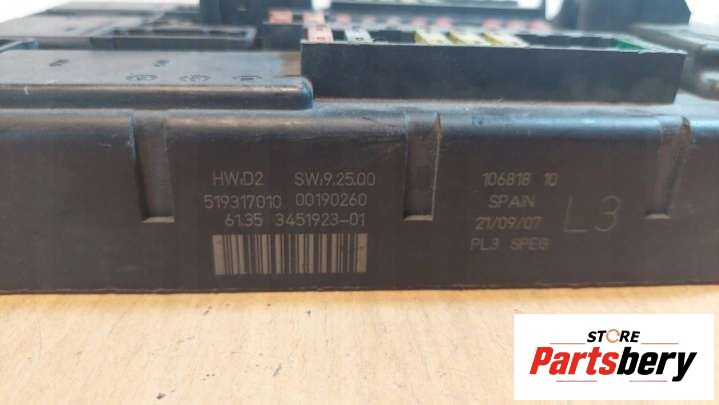 HW:D2 SW:9.25.00
519317010 00190260
61.35 3451923-01
106818 10
SPAIN
21/09/07
PL3 SPEG
L3
STORE
Partsbery